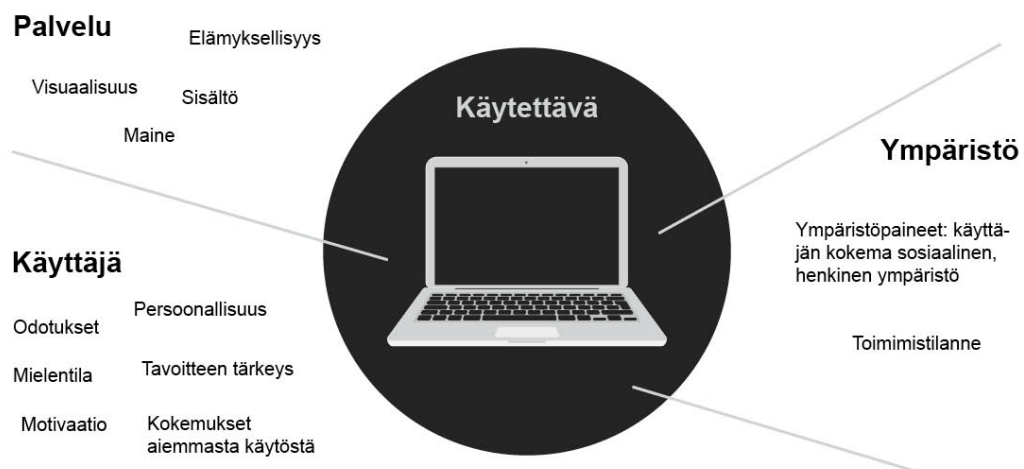 Palvelu
Elämyksellisyys
Visuaalisuus
Sisältö
Maine
Käytettävä
Ympäristö
Ympäristöpaineet: käyttä-
jän kokema sosiaalinen,
henkinen ympäristö
Toimimistilanne
Käyttäjä
Persoonallisuus
Odotukset
Mielentila
Tavoitteen tärkeys
Motivaatio
Kokemukset
aiemmasta käytöstä